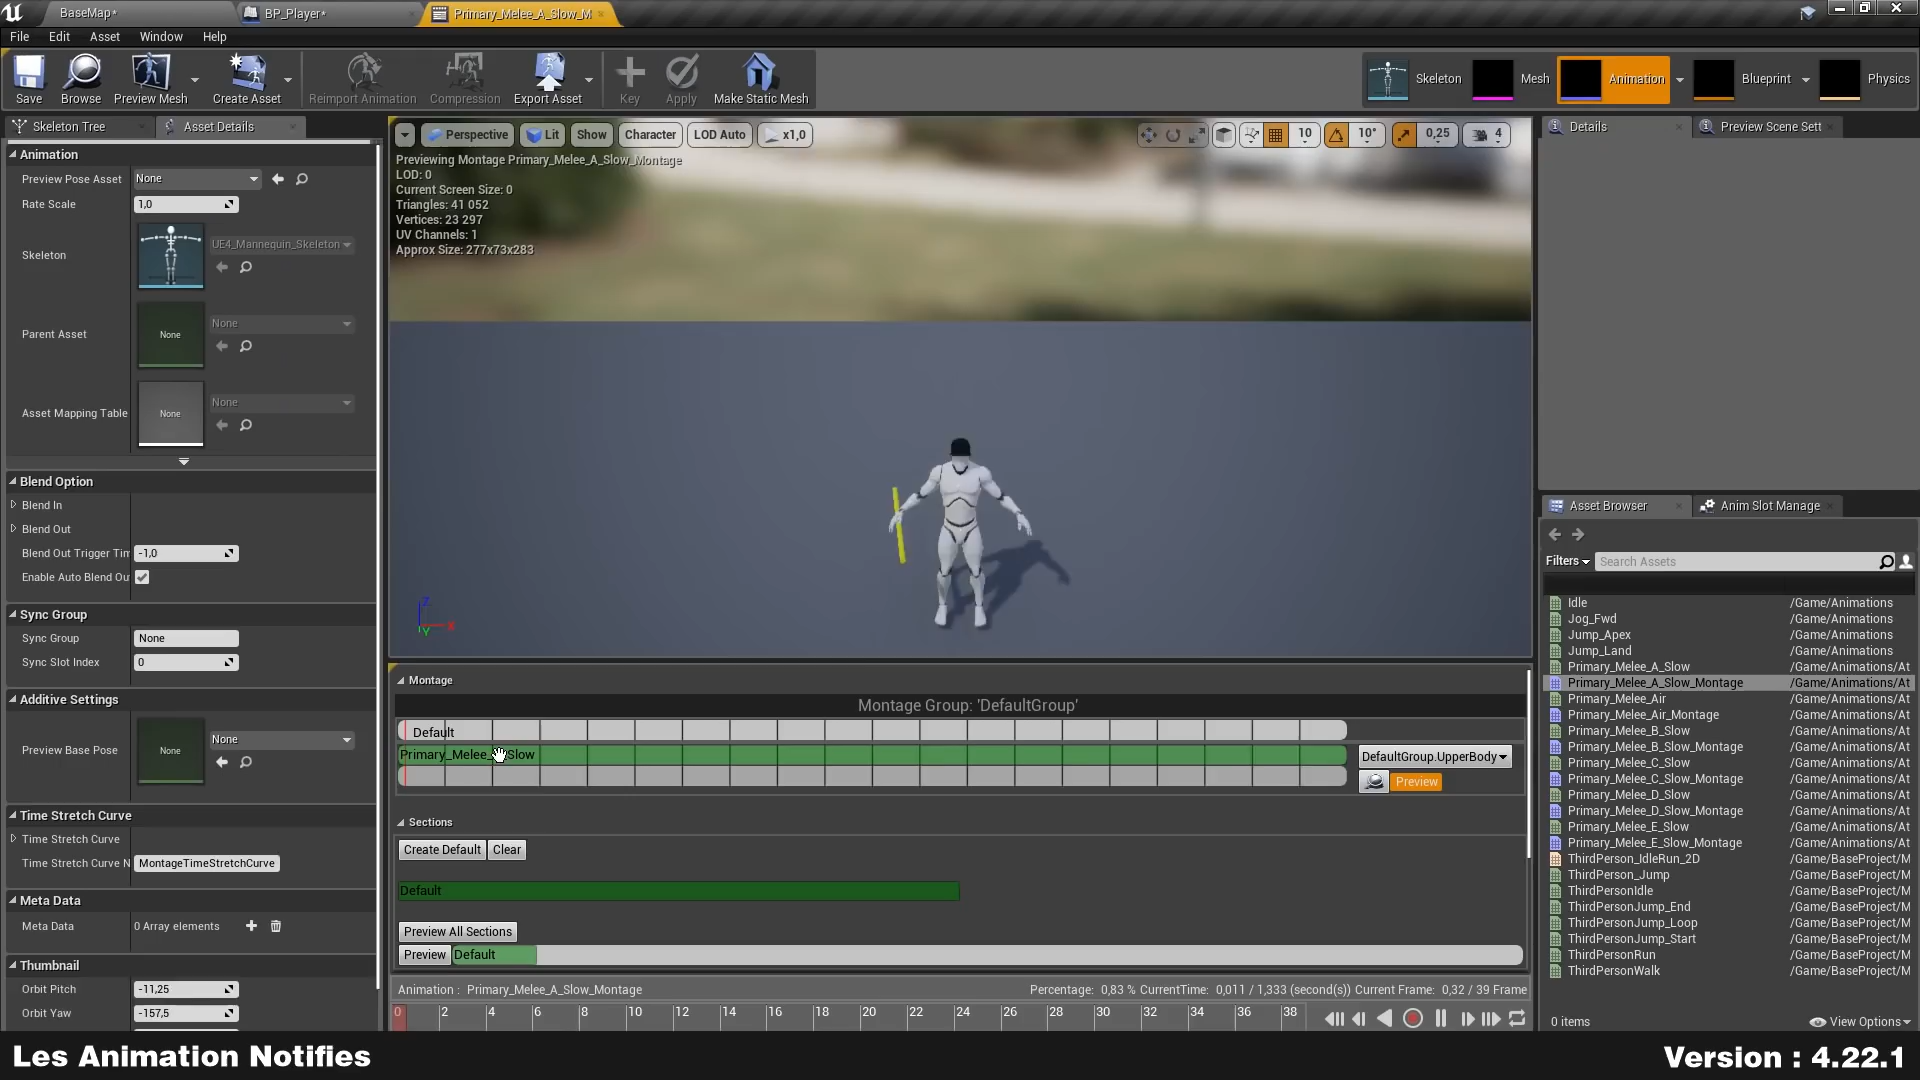 BaseMap*
BP_Player*
Primary_Melee_A_Slow_M
File Edit Asset Window Help
Save
Browse
Preview Mesh
Create Asset
Reimport Animation
Compression
Export Asset
Key
Apply
Make Static Mesh
Skeleton
Mesh
Animation
Blueprint
Physics
Skeleton Tree
Asset Details
Animation
Preview Pose Asset None
Rate Scale 1,0
Skeleton UE4_Mannequin_Skeleton
Parent Asset None None
Asset Mapping Table None None
Blend Option
Blend In
Blend Out
Blend Out Trigger Tim -1,0
Enable Auto Blend Ou
Sync Group
Sync Group None
Sync Slot Index 0
Additive Settings
Preview Base Pose None None
Time Stretch Curve
Time Stretch Curve
Time Stretch Curve N MontageTimeStretchCurve
Meta Data
Meta Data 0 Array elements
Thumbnail
Orbit Pitch -11,25
Orbit Yaw -157,5
Perspective Lit Show Character LOD Auto x1,0
10 10° 0,25 4
Previewing Montage Primary_Melee_A_Slow_Montage
LOD: 0
Current Screen Size: 0
Triangles: 41 052
Vertices: 23 297
UV Channels: 1
Approx Size: 277x73x283
Z
X
Y
Montage
Montage Group: 'DefaultGroup'
Default
Primary_Melee_A_Slow
DefaultGroup.UpperBody
Preview
Sections
Create Default Clear
Default
Preview All Sections
Preview Default
Animation : Primary_Melee_A_Slow_Montage
Percentage: 0,83 % CurrentTime: 0,011 / 1,333 (second(s)) Current Frame: 0,32 / 39 Frame
0 2 4 6 8 10 12 14 16 18 20 22 24 26 28 30 32 34 36 38
Details
Preview Scene Sett
Asset Browser
Anim Slot Manage
Filters Search Assets
Idle /Game/Animations
Jog_Fwd /Game/Animations
Jump_Apex /Game/Animations
Jump_Land /Game/Animations
Primary_Melee_A_Slow /Game/Animations/At
Primary_Melee_A_Slow_Montage /Game/Animations/At
Primary_Melee_Air /Game/Animations/At
Primary_Melee_Air_Montage /Game/Animations/At
Primary_Melee_B_Slow /Game/Animations/At
Primary_Melee_B_Slow_Montage /Game/Animations/At
Primary_Melee_C_Slow /Game/Animations/At
Primary_Melee_C_Slow_Montage /Game/Animations/At
Primary_Melee_D_Slow /Game/Animations/At
Primary_Melee_D_Slow_Montage /Game/Animations/At
Primary_Melee_E_Slow /Game/Animations/At
Primary_Melee_E_Slow_Montage /Game/Animations/At
ThirdPerson_IdleRun_2D /Game/BaseProject/M
ThirdPerson_Jump /Game/BaseProject/M
ThirdPersonIdle /Game/BaseProject/M
ThirdPersonJump_End /Game/BaseProject/M
ThirdPersonJump_Loop /Game/BaseProject/M
ThirdPersonJump_Start /Game/BaseProject/M
ThirdPersonRun /Game/BaseProject/M
ThirdPersonWalk /Game/BaseProject/M
0 items
View Options
Les Animation Notifies
Version : 4.22.1